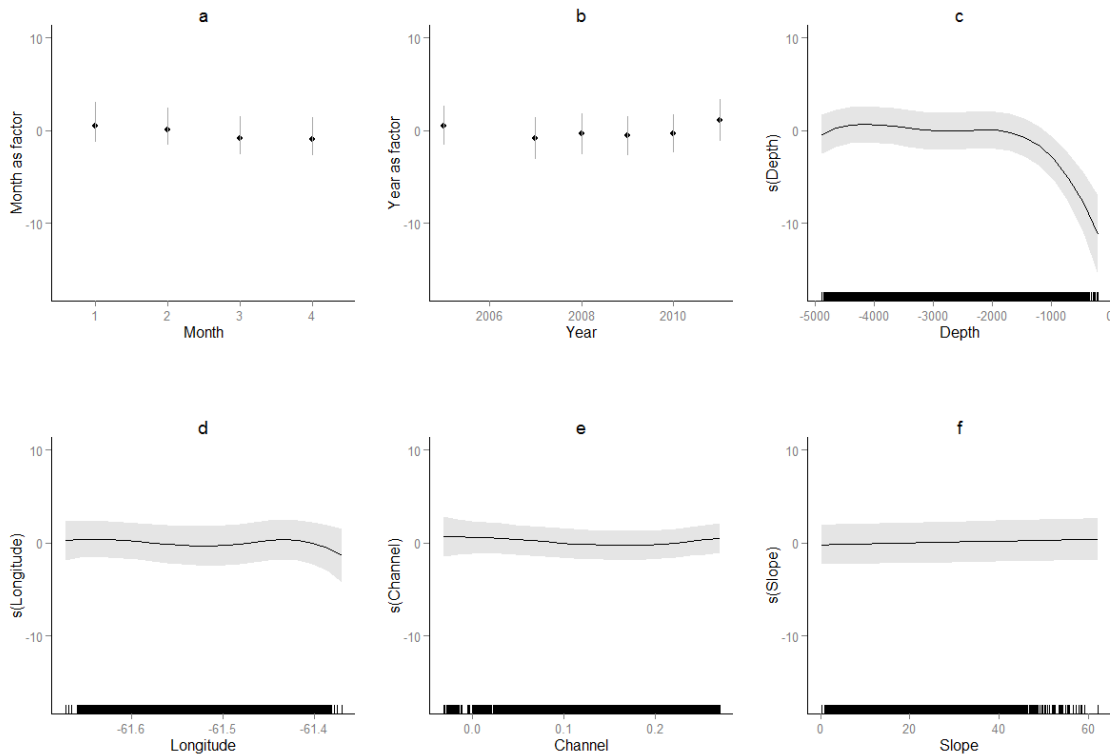 a
10
0
-10
Month as factor
1 2 3 4
Month
b
10
0
-10
Year as factor
2006 2008 2010
Year
c
10
0
-10
s(Depth)
-5000 -4000 -3000 -2000 -1000 0
Depth
d
10
0
-10
s(Longitude)
-61.6 -61.5 -61.4
Longitude
e
10
0
-10
s(Channel)
0.0 0.1 0.2
Channel
f
10
0
-10
s(Slope)
0 20 40 60
Slope